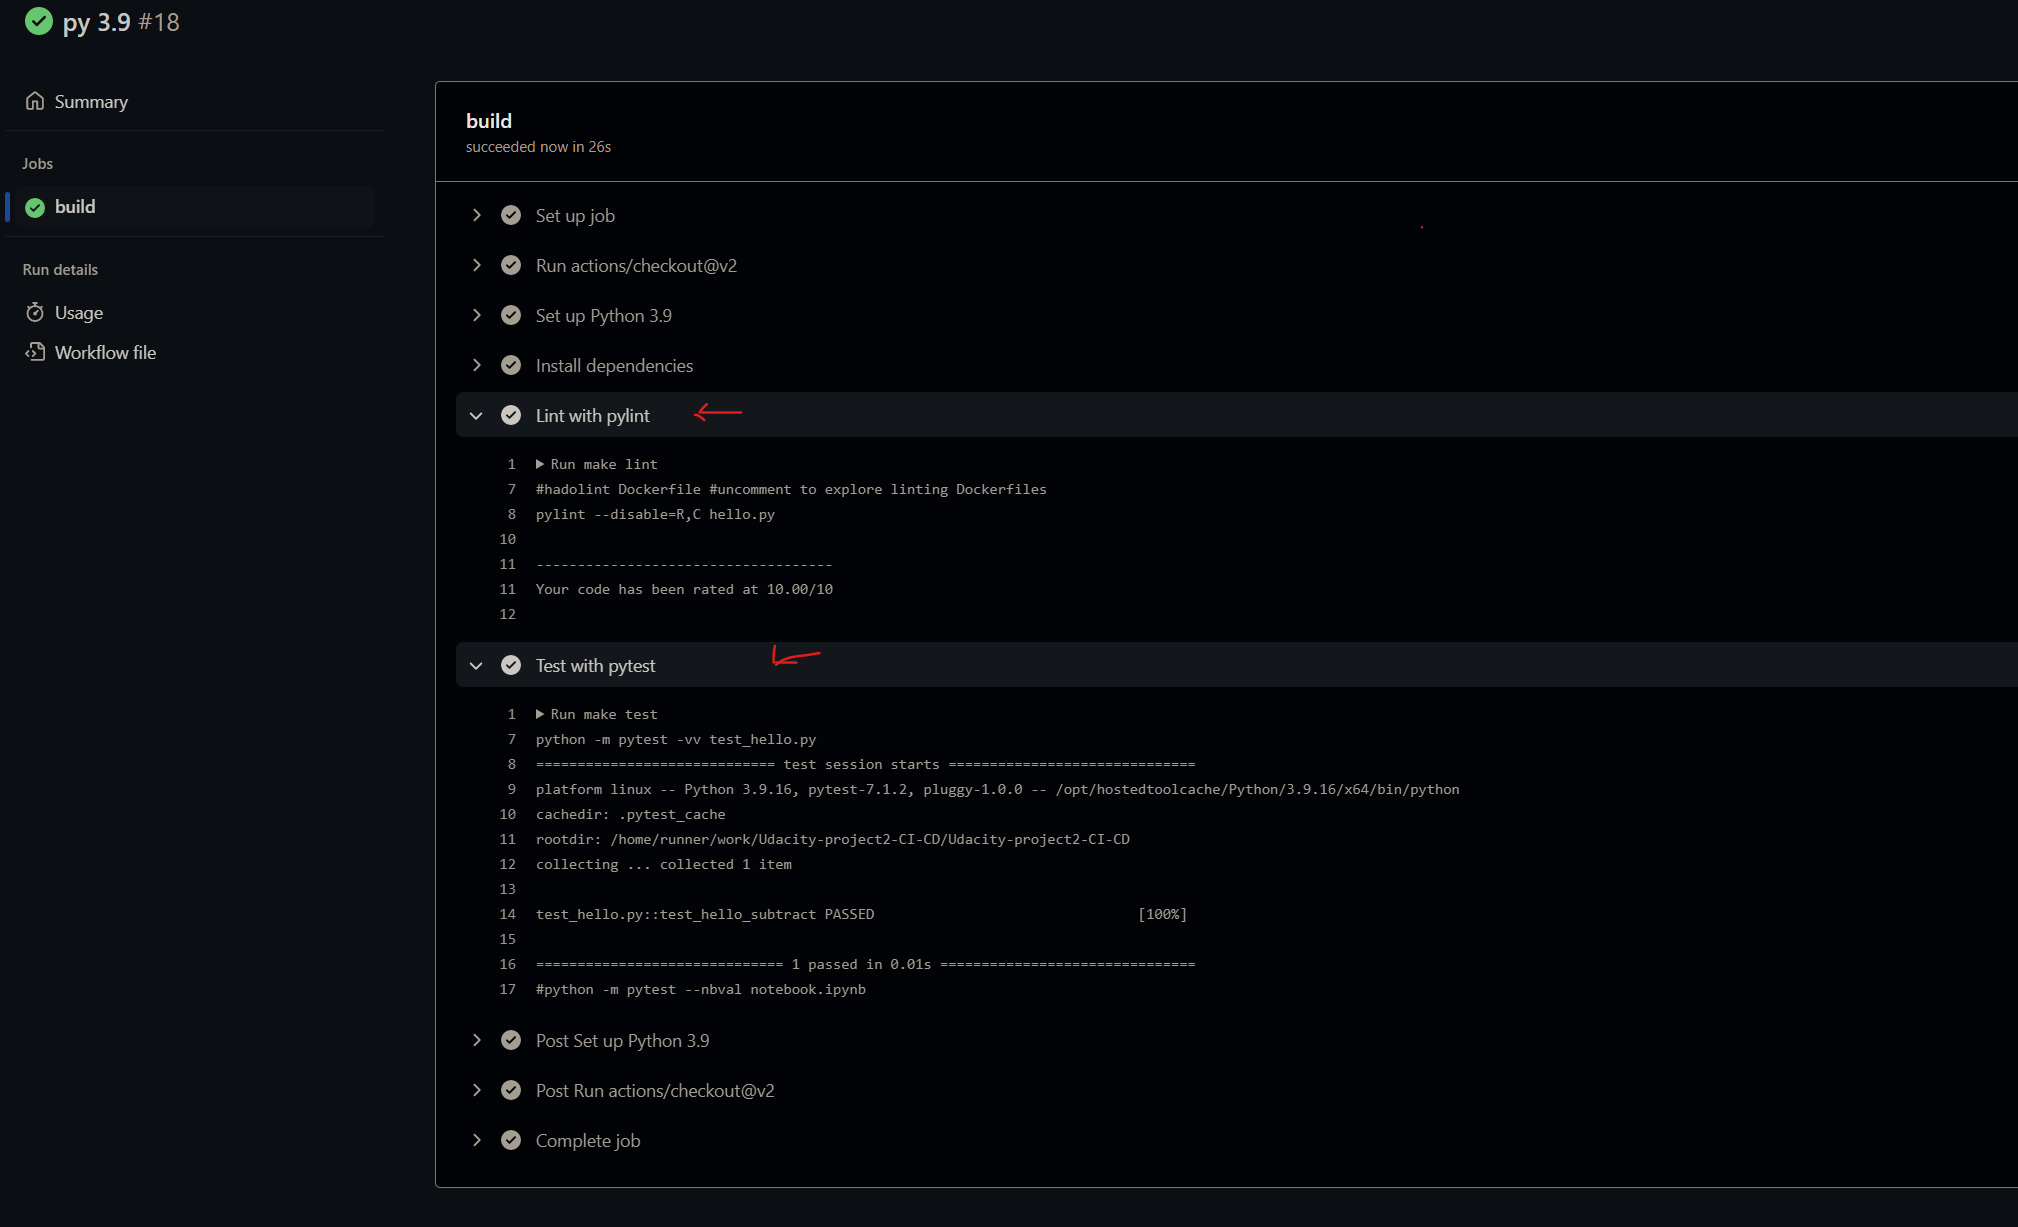 py 3.9 #18
Summary
Jobs
build
Run details
Usage
Workflow file
build
succeeded now in 26s
Set up job
Run actions/checkout@v2
Set up Python 3.9
Install dependencies
Lint with pylint
1 Run make lint
7 #hadolint Dockerfile #uncomment to explore linting Dockerfiles
8 pylint --disable=R,C hello.py
10
11 ------------------------------------
11 Your code has been rated at 10.00/10
12
Test with pytest
1 Run make test
7 python -m pytest -vv test_hello.py
8 ============================= test session starts ==============================
9 platform linux -- Python 3.9.16, pytest-7.1.2, pluggy-1.0.0 -- /opt/hostedtoolcache/Python/3.9.16/x64/bin/python
10 cachedir: .pytest_cache
11 rootdir: /home/runner/work/Udacity-project2-CI-CD/Udacity-project2-CI-CD
12 collecting ... collected 1 item
13
14 test_hello.py::test_hello_subtract PASSED [100%]
15
16 ============================== 1 passed in 0.01s ===============================
17 #python -m pytest --nbval notebook.ipynb
Post Set up Python 3.9
Post Run actions/checkout@v2
Complete job